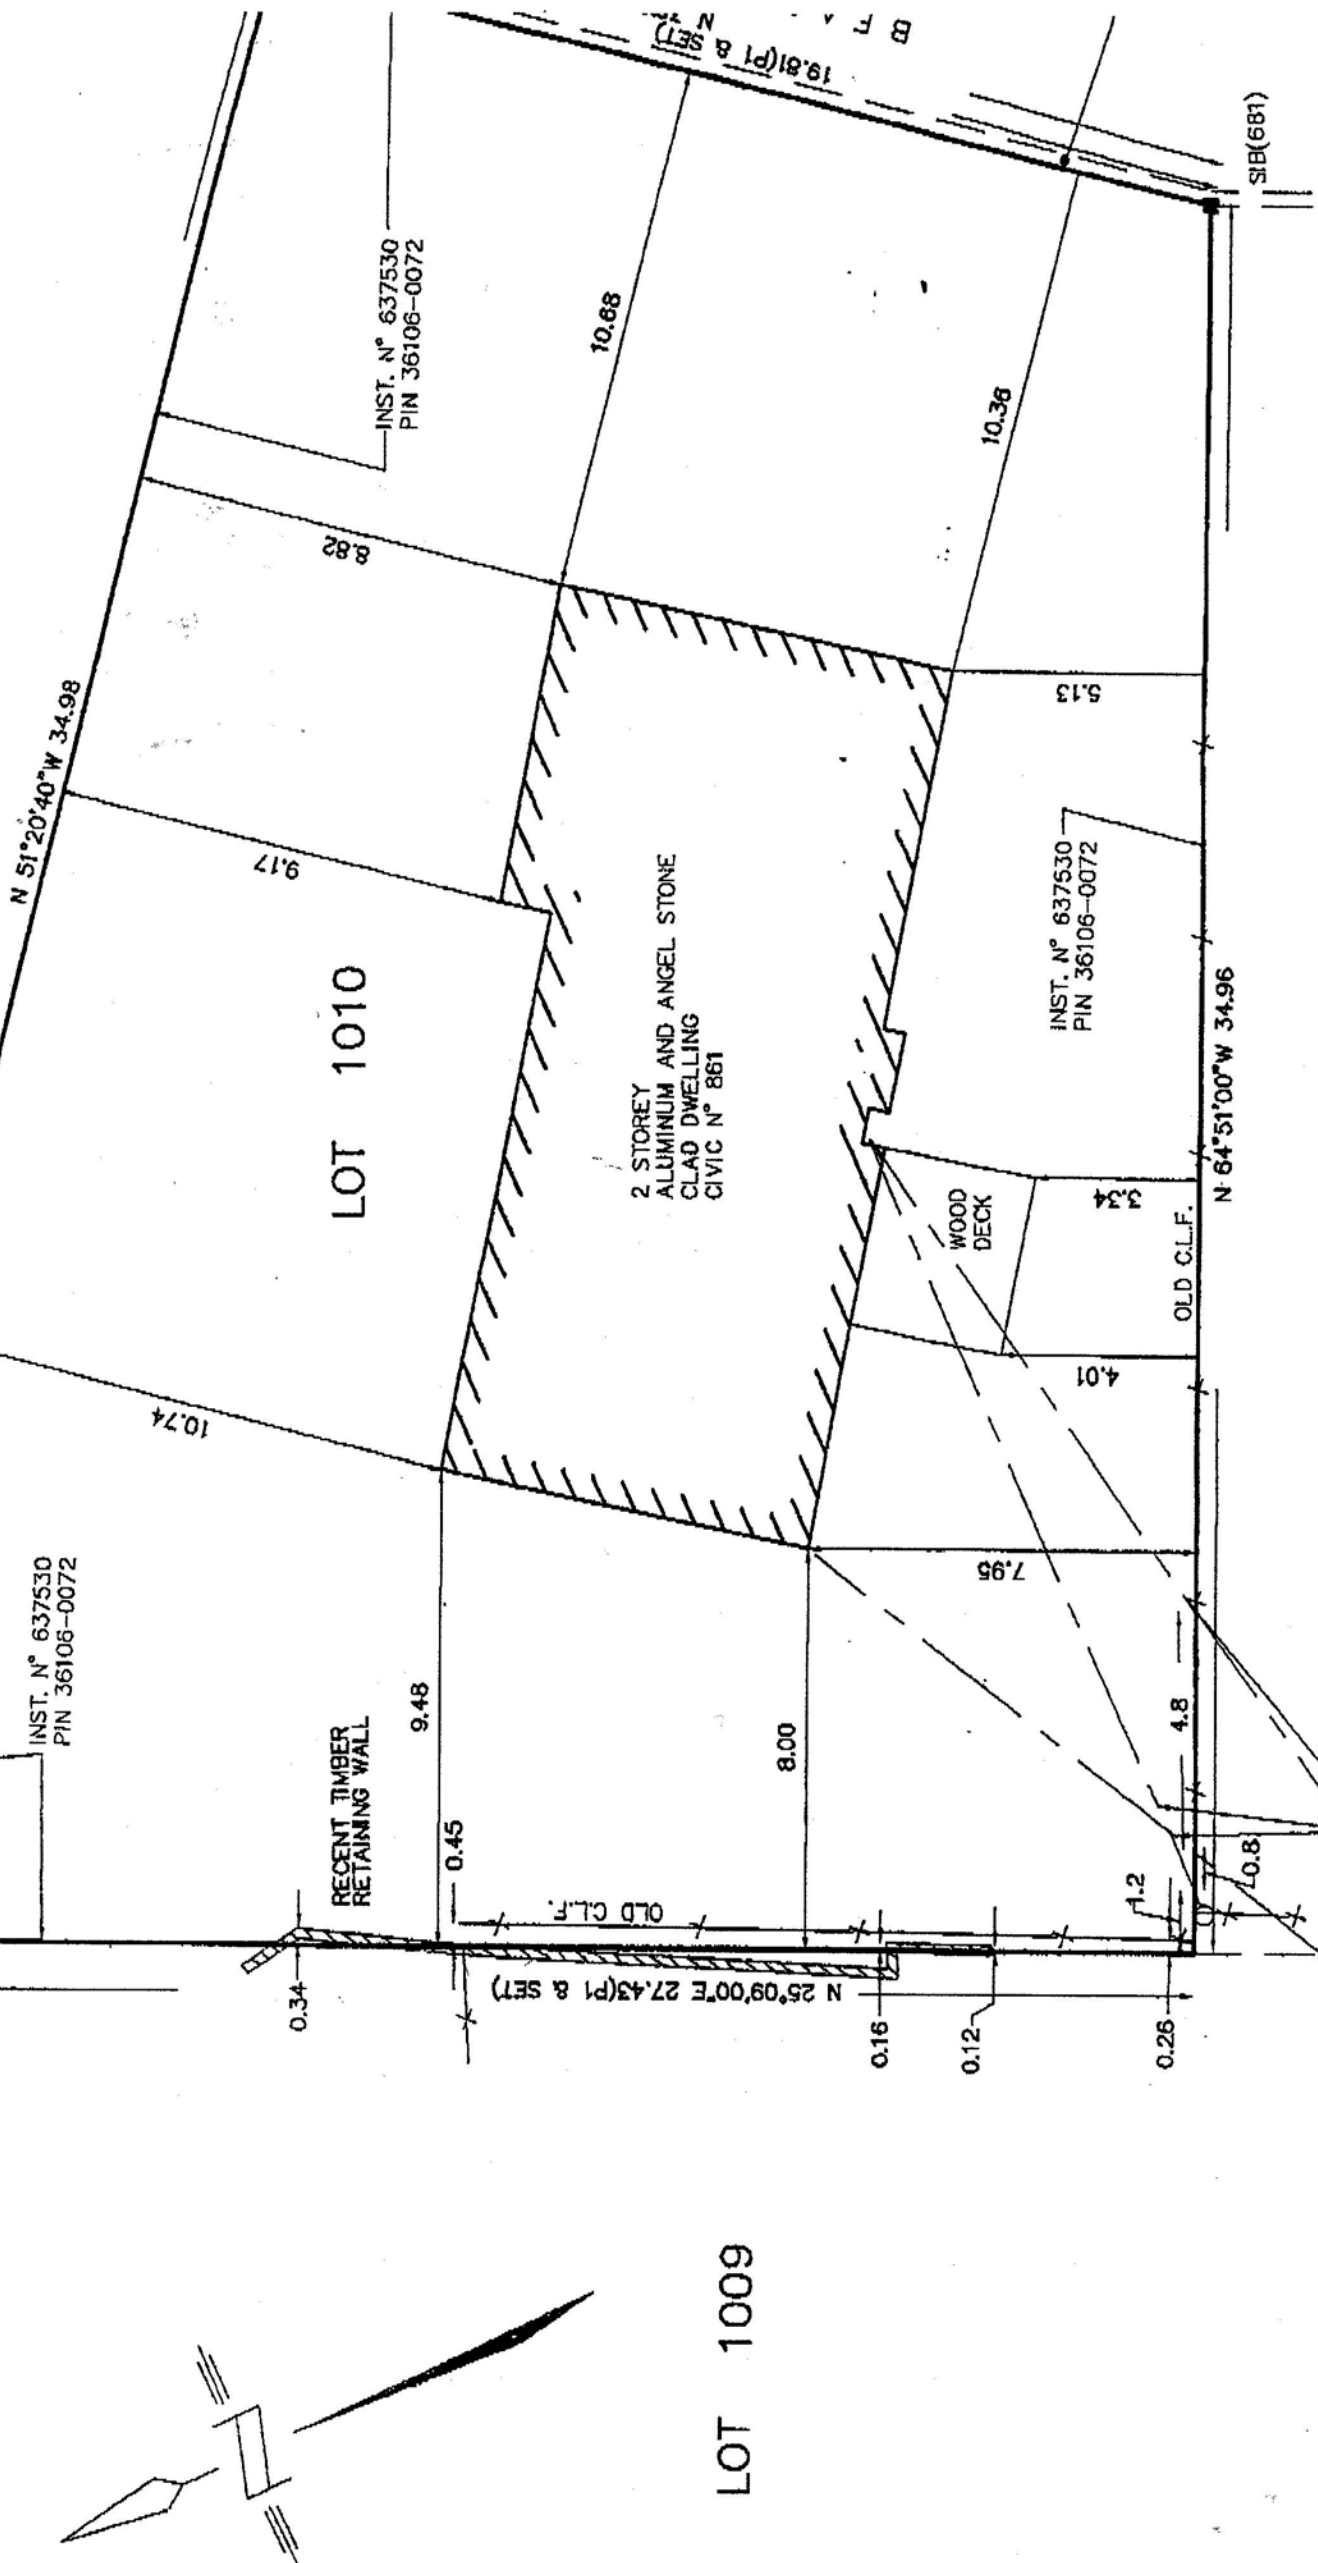 INST. N° 637530
PIN 36106-0072
N 51°20'40"W 34.98
INST. N° 637530
PIN 36106-0072
19.81(P1 & SET)
N
SIB(681)
10.74
9.17
8.82
10.68
10.36
LOT 1010
2 STOREY
ALUMINUM AND ANGEL STONE
CLAD DWELLING
CIVIC N° 861
RECENT TIMBER
RETAINING WALL
9.48
0.45
0.34
OLD C.L.F.
N 25°09'00"E 27.43(P1 & SET)
8.00
7.95
WOOD
DECK
4.01
3.34
5.13
INST. N° 637530
PIN 36106-0072
OLD C.L.F.
N 64°51'00"W 34.96
4.8
0.8
1.2
0.16
0.12
0.26
LOT 1009